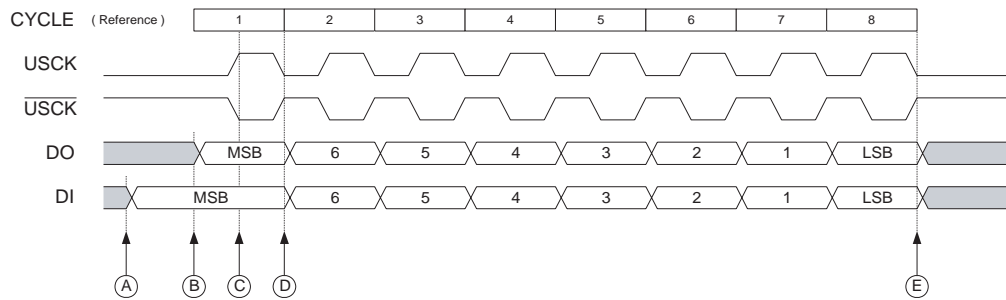 CYCLE ( Reference ) 1 2 3 4 5 6 7 8
USCK
USCK
DO MSB 6 5 4 3 2 1 LSB
DI MSB 6 5 4 3 2 1 LSB
A B C D E